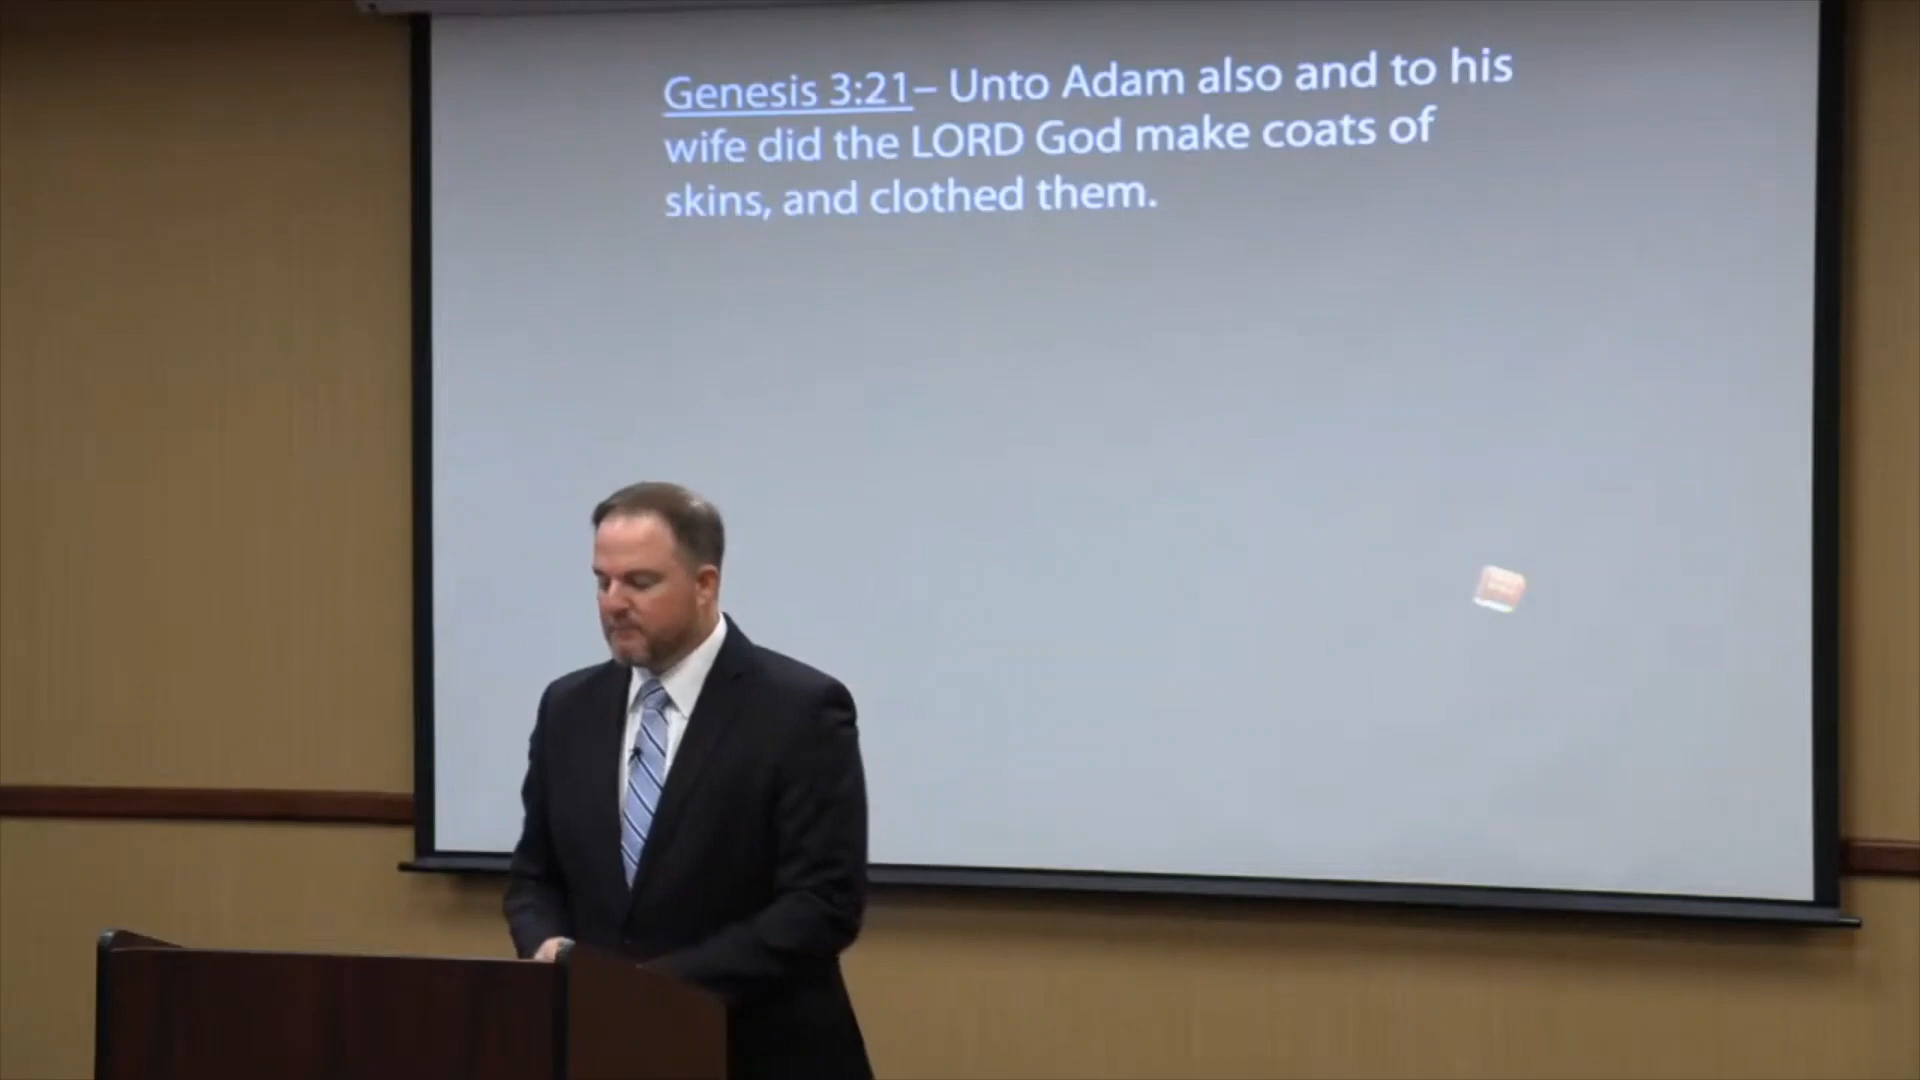 Genesis 3:21– Unto Adam also and to his
wife did the LORD God make coats of
skins, and clothed them.